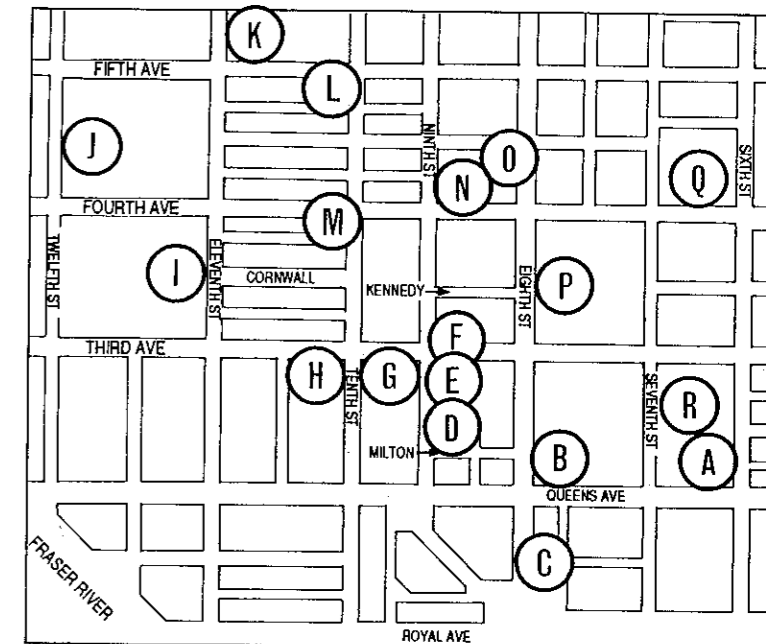 K
FIFTH AVE
L
NINTH ST
J
O
N
SIXTH ST
Q
FOURTH AVE
M
TWELFTH ST
ELEVENTH ST
I
CORNWALL
KENNEDY
EIGHTH ST
P
F
THIRD AVE
H
TENTH ST
G
E
SEVENTH ST
R
D
MILTON
B
A
QUEENS AVE
C
FRASER RIVER
ROYAL AVE